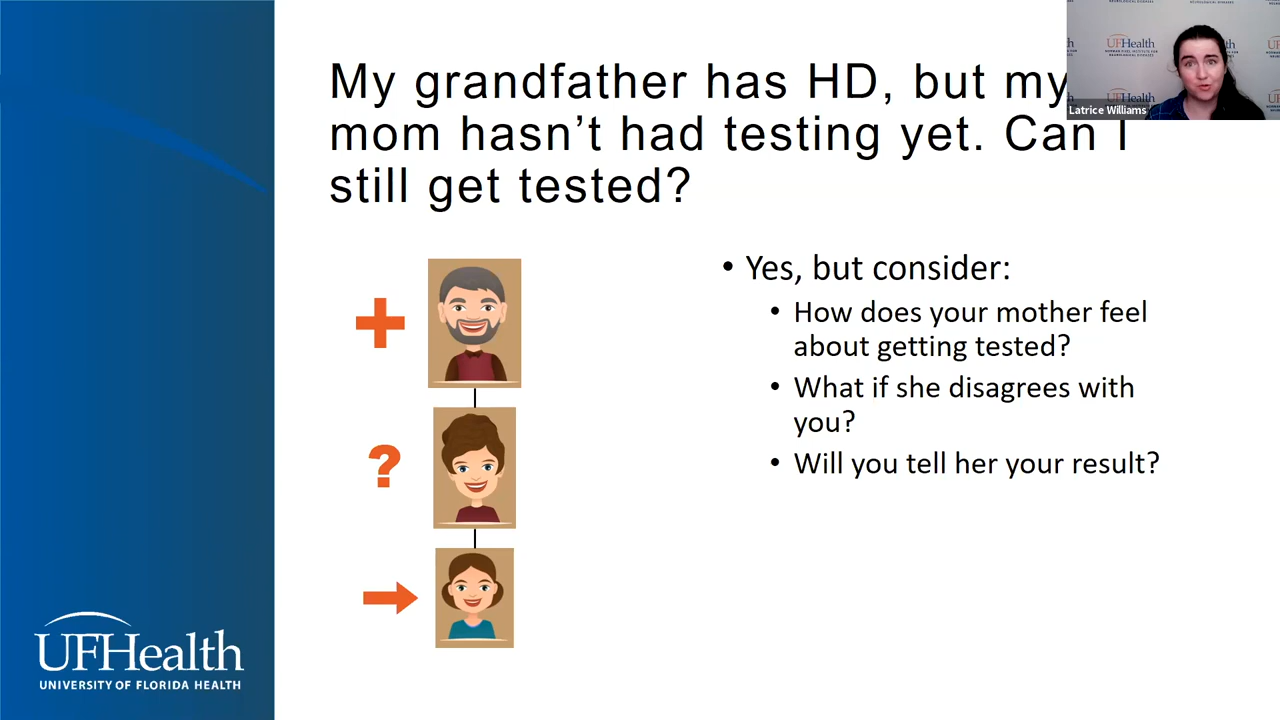 My grandfather has HD, but my
mom hasn't had testing yet. Can I
still get tested?
• Yes, but consider:
• How does your mother feel
about getting tested?
• What if she disagrees with
you?
• Will you tell her your result?
+
?
UFHealth
UNIVERSITY OF FLORIDA HEALTH
UFHealth
UFHealth
Latrice Williams